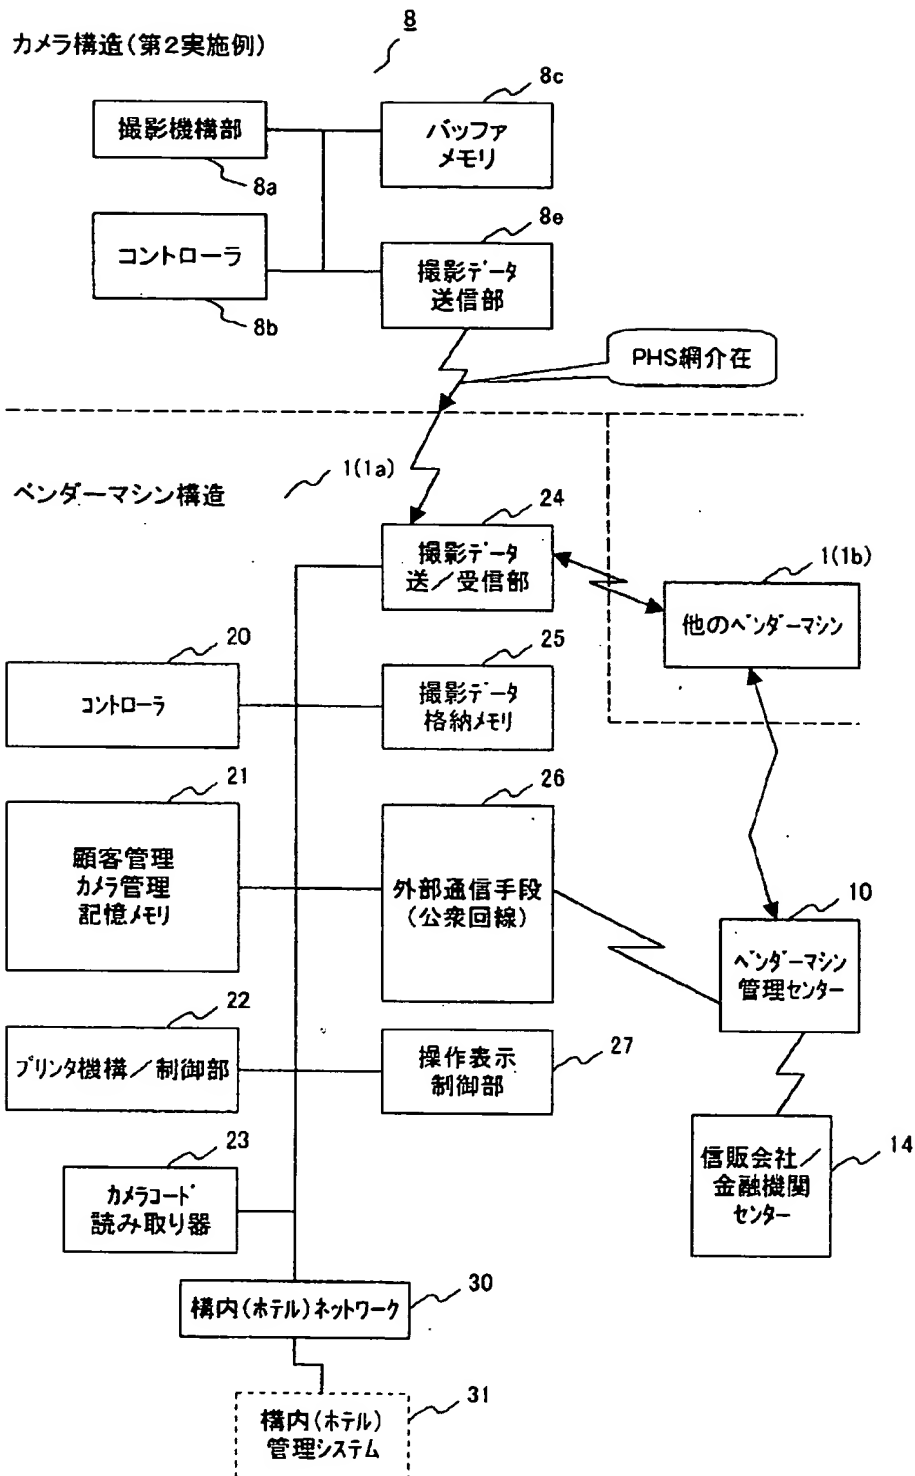 8
カメラ構造(第2実施例)
8c
撮影機構部
バッファ
メモリ
8a
8e
コントローラ
撮影データ
送信部
8b
PHS網介在
1(1a)
ベンダーマシン構造
24
撮影データ
送/受信部
1(1b)
他のベンダーマシン
20
コントローラ
25
撮影データ
格納メモリ
21
顧客管理
カメラ管理
記憶メモリ
26
外部通信手段
(公衆回線)
10
ベンダーマシン
管理センター
22
プリンタ機構/制御部
操作表示
制御部
27
23
カメラコード
読み取り器
信販会社/
金融機関
センター
14
構内(ホテル)ネットワーク
30
構内(ホテル)
管理システム
31